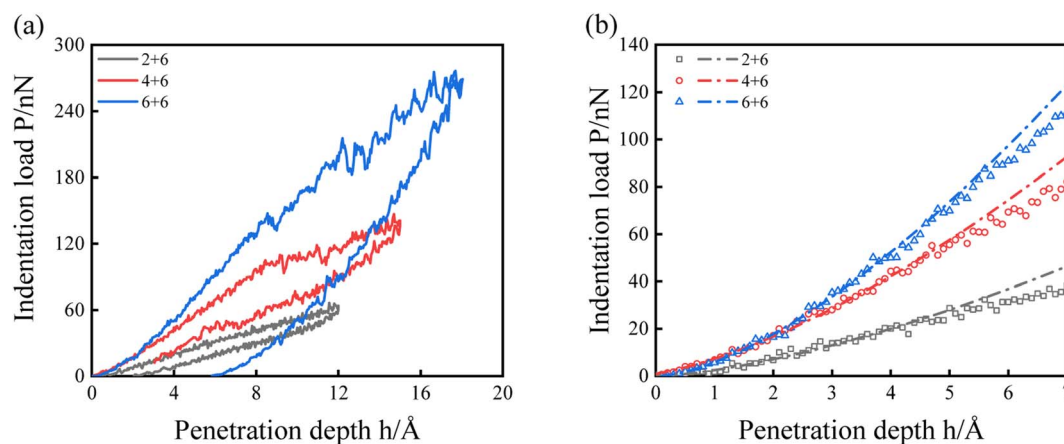 (a)
300
240
180
120
60
0
Indentation load P/nN
2+6
4+6
6+6
0 4 8 12 16 20
Penetration depth h/Å
(b)
140
120
100
80
60
40
20
0
Indentation load P/nN
2+6
4+6
6+6
0 1 2 3 4 5 6 7
Penetration depth h/Å